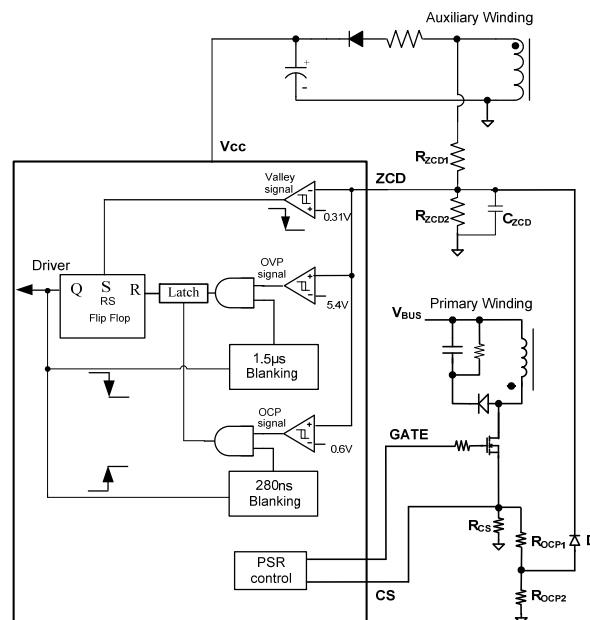 Auxiliary Winding
+
-
Vcc
RZCD1
ZCD
Valley
signal
-
+
0.31V
RZCD2
CZCD
Driver
Q S R
RS
Flip Flop
Latch
OVP
signal
+
-
5.4V
Primary Winding
VBUS
1.5µs
Blanking
OCP
signal
+
-
0.6V
GATE
280ns
Blanking
RCS
ROCP1
D
PSR
control
CS
ROCP2